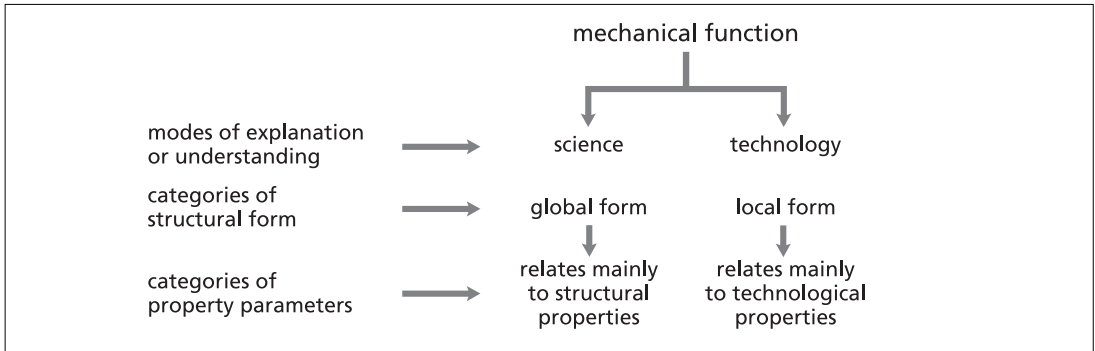 mechanical function
modes of explanation
or understanding
science
technology
categories of
structural form
global form
local form
categories of
property parameters
relates mainly
to structural
properties
relates mainly
to technological
properties